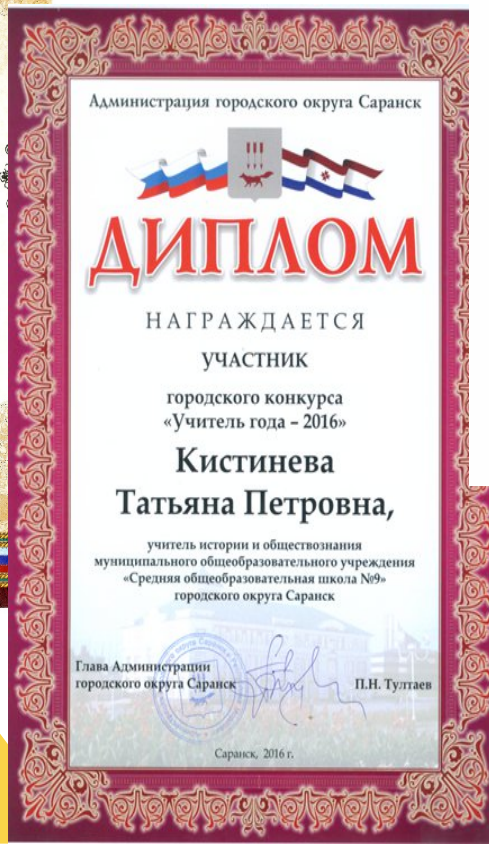 Администрация городского округа Саранск
ДИПЛОМ
НАГРАЖДАЕТСЯ
УЧАСТНИК
городского конкурса
«Учитель года – 2016»
Кистинева
Татьяна Петровна,
учитель истории и обществознания
муниципального общеобразовательного учреждения
«Средняя общеобразовательная школа №9»
городского округа Саранск
Глава Администрации
городского округа Саранск
П.Н. Тултаев
Саранск, 2016 г.